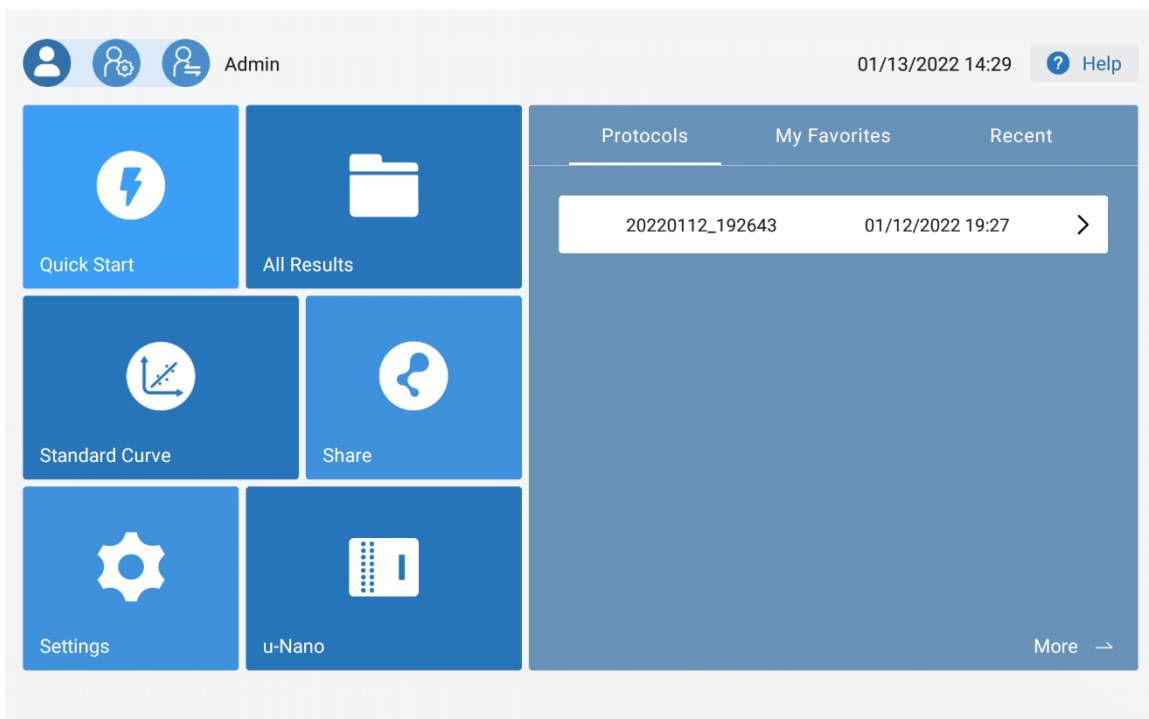 Admin
01/13/2022 14:29
? Help
Quick Start
All Results
Protocols
My Favorites
Recent
20220112_192643
01/12/2022 19:27
Standard Curve
Share
Settings
u-Nano
More